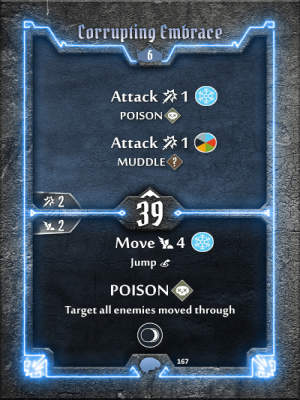 Corrupting Embrace
6
Attack 1
POISON
Attack 1
MUDDLE ?
2
39
2
Move 4
Jump
POISON
Target all enemies moved through
167